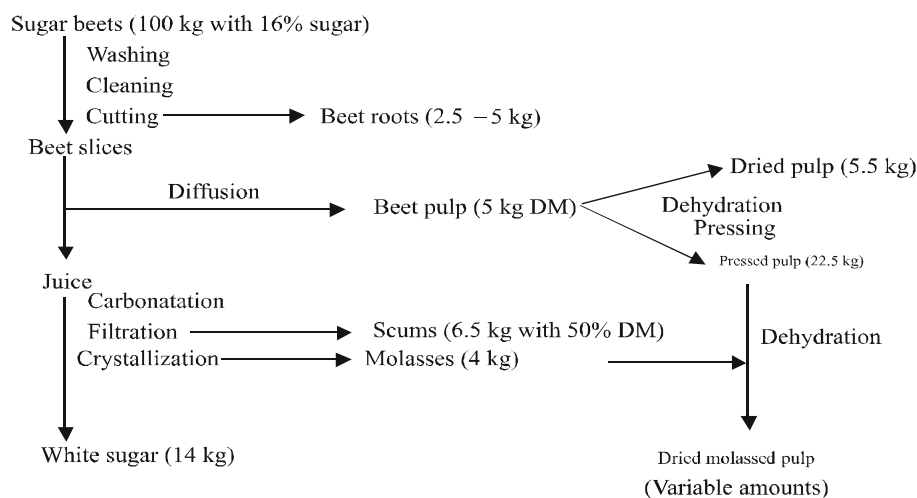 Sugar beets (100 kg with 16% sugar)
Washing
Cleaning
Cutting
Beet roots (2.5 – 5 kg)
Beet slices
Dried pulp (5.5 kg)
Diffusion
Beet pulp (5 kg DM)
Dehydration
Pressing
Pressed pulp (22.5 kg)
Juice
Carbonatation
Filtration
Scums (6.5 kg with 50% DM)
Dehydration
Crystallization
Molasses (4 kg)
White sugar (14 kg)
Dried molassed pulp
(Variable amounts)